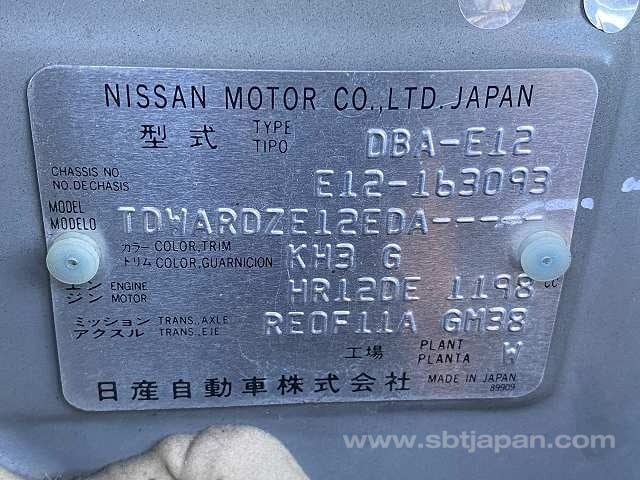 NISSAN MOTOR CO.,LTD. JAPAN
型式 TYPE TIPO DBA-E12
CHASSIS NO. NO. DE CHASIS E12-163093
MODEL MODELO TDWARDZE12EDA-----
カラー COLOR,TRIM トリム COLOR,GUARNICION KH3 G
エンジン ENGINE MOTOR HR12DE 1198 CC
ミッション TRANS.,AXLE アクスル TRANS.,EJE RE0F11A GM38
工場 PLANT PLANTA W
日産自動車株式会社 MADE IN JAPAN
89909
www.sbtjapan.com